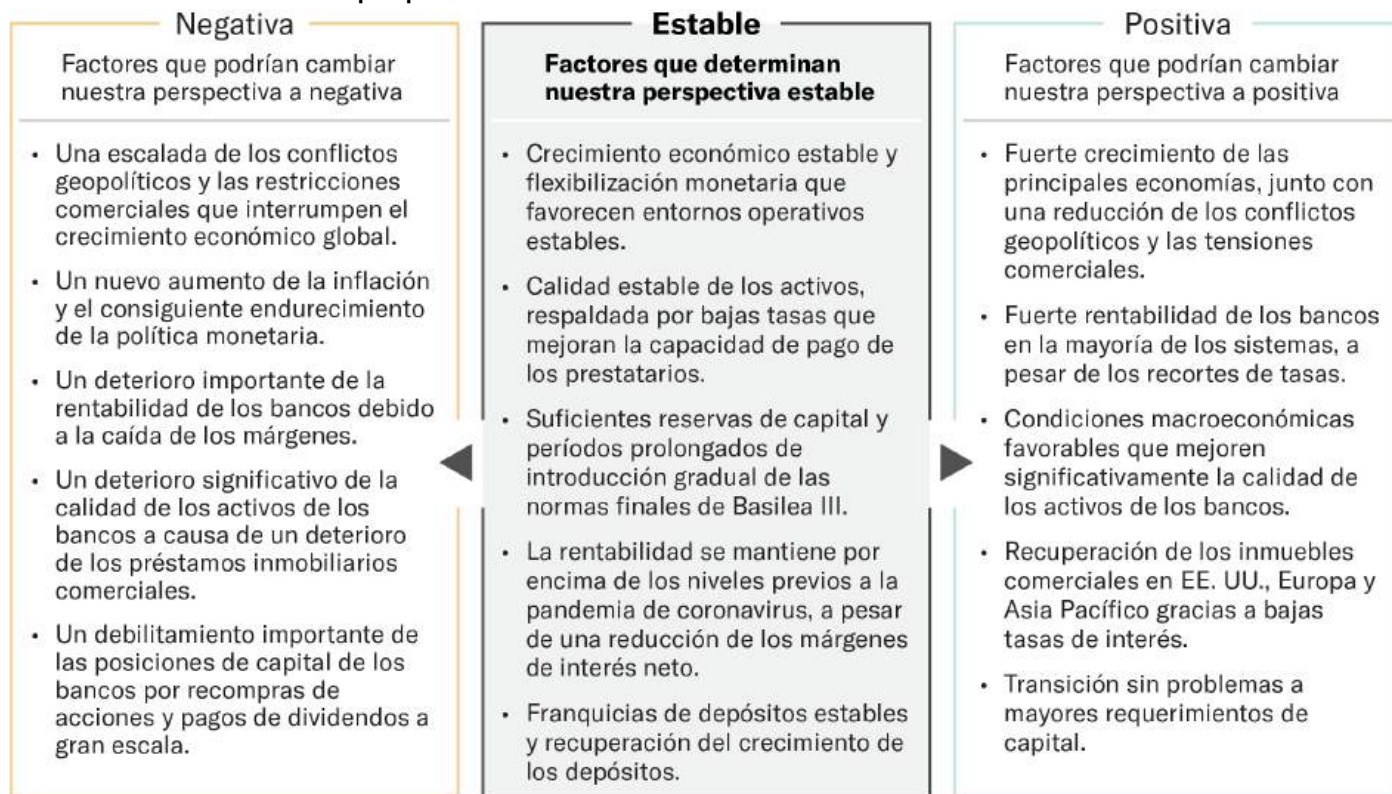 Negativa
Factores que podrían cambiar
nuestra perspectiva a negativa
• Una escalada de los conflictos
geopolíticos y las restricciones
comerciales que interrumpen el
crecimiento económico global.
• Un nuevo aumento de la inflación
y el consiguiente endurecimiento
de la política monetaria.
• Un deterioro importante de la
rentabilidad de los bancos debido
a la caída de los márgenes.
• Un deterioro significativo de la
calidad de los activos de los
bancos a causa de un deterioro
de los préstamos inmobiliarios
comerciales.
• Un debilitamiento importante de
las posiciones de capital de los
bancos por recompras de
acciones y pagos de dividendos a
gran escala.
Estable
Factores que determinan
nuestra perspectiva estable
• Crecimiento económico estable y
flexibilización monetaria que
favorecen entornos operativos
estables.
• Calidad estable de los activos,
respaldada por bajas tasas que
mejoran la capacidad de pago de
los prestatarios.
• Suficientes reservas de capital y
períodos prolongados de
introducción gradual de las
normas finales de Basilea III.
• La rentabilidad se mantiene por
encima de los niveles previos a la
pandemia de coronavirus, a pesar
de una reducción de los márgenes
de interés neto.
• Franquicias de depósitos estables
y recuperación del crecimiento de
los depósitos.
Positiva
Factores que podrían cambiar
nuestra perspectiva a positiva
• Fuerte crecimiento de las
principales economías, junto con
una reducción de los conflictos
geopolíticos y las tensiones
comerciales.
• Fuerte rentabilidad de los bancos
en la mayoría de los sistemas, a
pesar de los recortes de tasas.
• Condiciones macroeconómicas
favorables que mejoren
significativamente la calidad de
los activos de los bancos.
• Recuperación de los inmuebles
comerciales en EE. UU., Europa y
Asia Pacífico gracias a bajas
tasas de interés.
• Transición sin problemas a
mayores requerimientos de
capital.